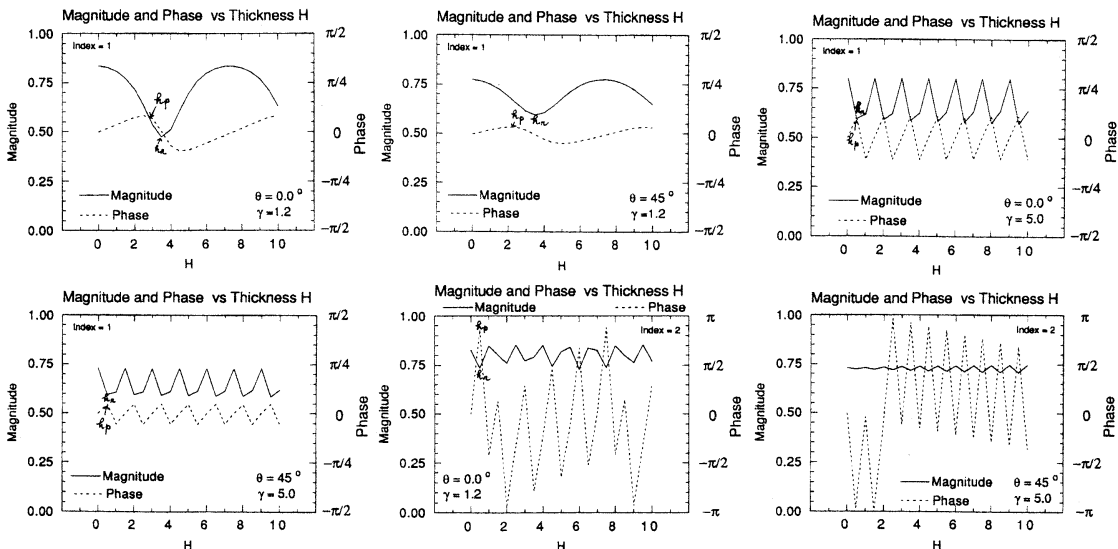 Magnitude and Phase vs Thickness H
Index = 1
Magnitude
Phase
1.00
0.75
0.50
0.25
0.00
π/2
π/4
0
−π/4
−π/2
h_p
h_n
Magnitude
Phase
θ = 0.0°
γ = 1.2
0 2 4 6 8 10
H
Magnitude and Phase vs Thickness H
Index = 1
Magnitude
Phase
1.00
0.75
0.50
0.25
0.00
π/2
π/4
0
−π/4
−π/2
h_p h_n
Magnitude
Phase
θ = 45°
γ = 1.2
0 2 4 6 8 10
H
Magnitude and Phase vs Thickness H
Index = 1
Magnitude
Phase
1.00
0.75
0.50
0.25
0.00
π/2
π/4
0
−π/4
−π/2
h_n
h_p
Magnitude
Phase
θ = 0.0°
γ = 5.0
0 2 4 6 8 10
H
Magnitude and Phase vs Thickness H
Index = 1
Magnitude
Phase
1.00
0.75
0.50
0.25
0.00
π/2
π/4
0
−π/4
−π/2
h_n
h_p
Magnitude
Phase
θ = 45°
γ = 5.0
0 2 4 6 8 10
H
Magnitude and Phase vs Thickness H
Magnitude Phase
Index = 2
Magnitude
Phase
1.00
0.75
0.50
0.25
0.00
π
π/2
0
−π/2
−π
h_p
h_n
θ = 0.0°
γ = 1.2
0 2 4 6 8 10
H
Magnitude and Phase vs Thickness H
Index = 2
Magnitude
Phase
1.00
0.75
0.50
0.25
0.00
π
π/2
0
−π/2
−π
Magnitude
Phase
θ = 45°
γ = 5.0
0 2 4 6 8 10
H